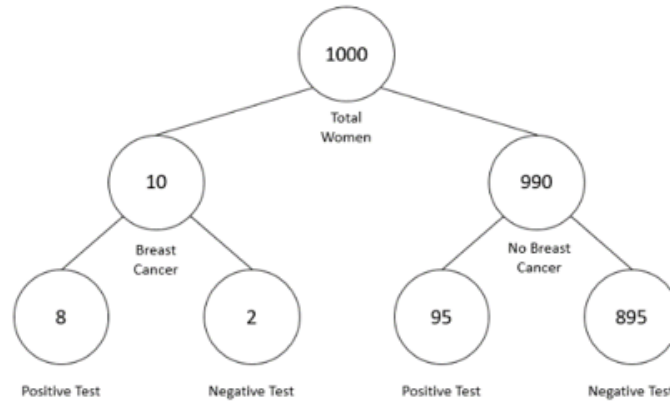 1000
Total
Women
10
990
Breast
Cancer
No Breast
Cancer
8
2
95
895
Positive Test
Negative Test
Positive Test
Negative Test